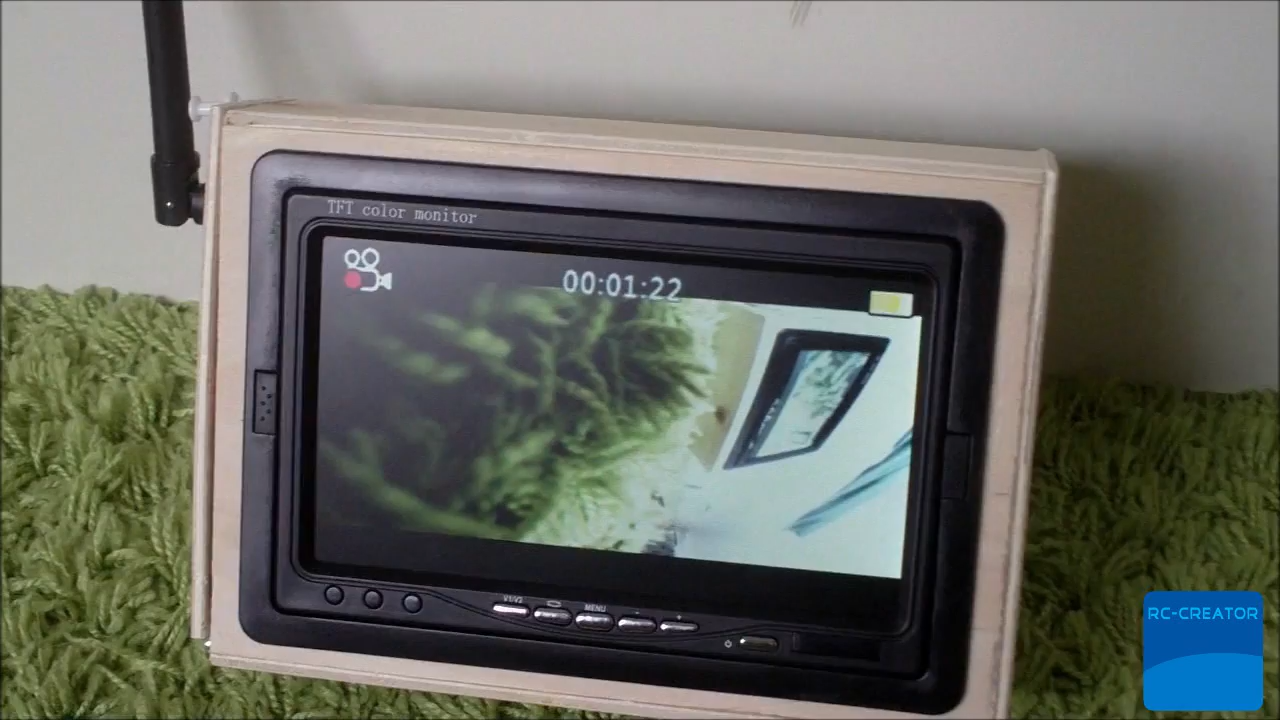 TFT color monitor
00:01:22
V1/V2
MENU
- +
RC-CREATOR